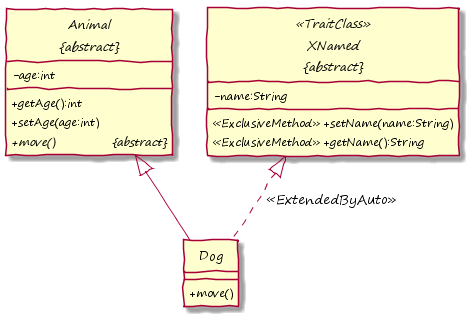 Animal
{abstract}
-age:int
+getAge():int
+setAge(age:int)
+move() {abstract}
«TraitClass»
XNamed
{abstract}
-name:String
«ExclusiveMethod» +setName(name:String)
«ExclusiveMethod» +getName():String
«ExtendedByAuto»
Dog
+move()